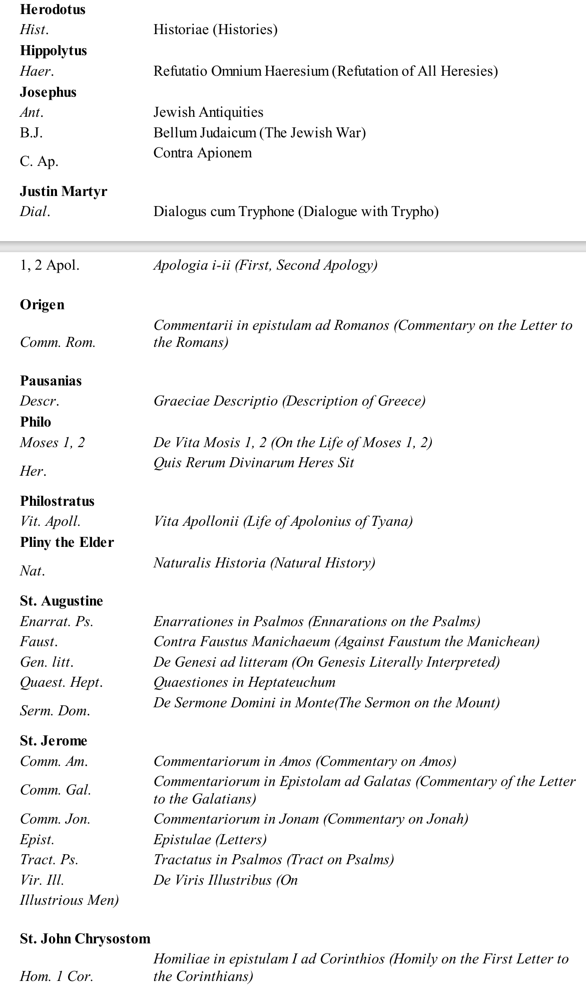 Herodotus
Hist. Historiae (Histories)
Hippolytus
Haer. Refutatio Omnium Haeresium (Refutation of All Heresies)
Josephus
Ant. Jewish Antiquities
B.J. Bellum Judaicum (The Jewish War)
C. Ap. Contra Apionem
Justin Martyr
Dial. Dialogus cum Tryphone (Dialogue with Trypho)
1, 2 Apol. Apologia i-ii (First, Second Apology)
Origen
Comm. Rom. Commentarii in epistulam ad Romanos (Commentary on the Letter to
the Romans)
Pausanias
Descr. Graeciae Descriptio (Description of Greece)
Philo
Moses 1, 2 De Vita Mosis 1, 2 (On the Life of Moses 1, 2)
Her. Quis Rerum Divinarum Heres Sit
Philostratus
Vit. Apoll. Vita Apollonii (Life of Apolonius of Tyana)
Pliny the Elder
Nat. Naturalis Historia (Natural History)
St. Augustine
Enarrat. Ps. Enarrationes in Psalmos (Ennarations on the Psalms)
Faust. Contra Faustus Manichaeum (Against Faustum the Manichean)
Gen. litt. De Genesi ad litteram (On Genesis Literally Interpreted)
Quaest. Hept. Quaestiones in Heptateuchum
Serm. Dom. De Sermone Domini in Monte(The Sermon on the Mount)
St. Jerome
Comm. Am. Commentariorum in Amos (Commentary on Amos)
Comm. Gal. Commentariorum in Epistolam ad Galatas (Commentary of the Letter
to the Galatians)
Comm. Jon. Commentariorum in Jonam (Commentary on Jonah)
Epist. Epistulae (Letters)
Tract. Ps. Tractatus in Psalmos (Tract on Psalms)
Vir. Ill. De Viris Illustribus (On
Illustrious Men)
St. John Chrysostom
Hom. 1 Cor. Homiliae in epistulam I ad Corinthios (Homily on the First Letter to
the Corinthians)